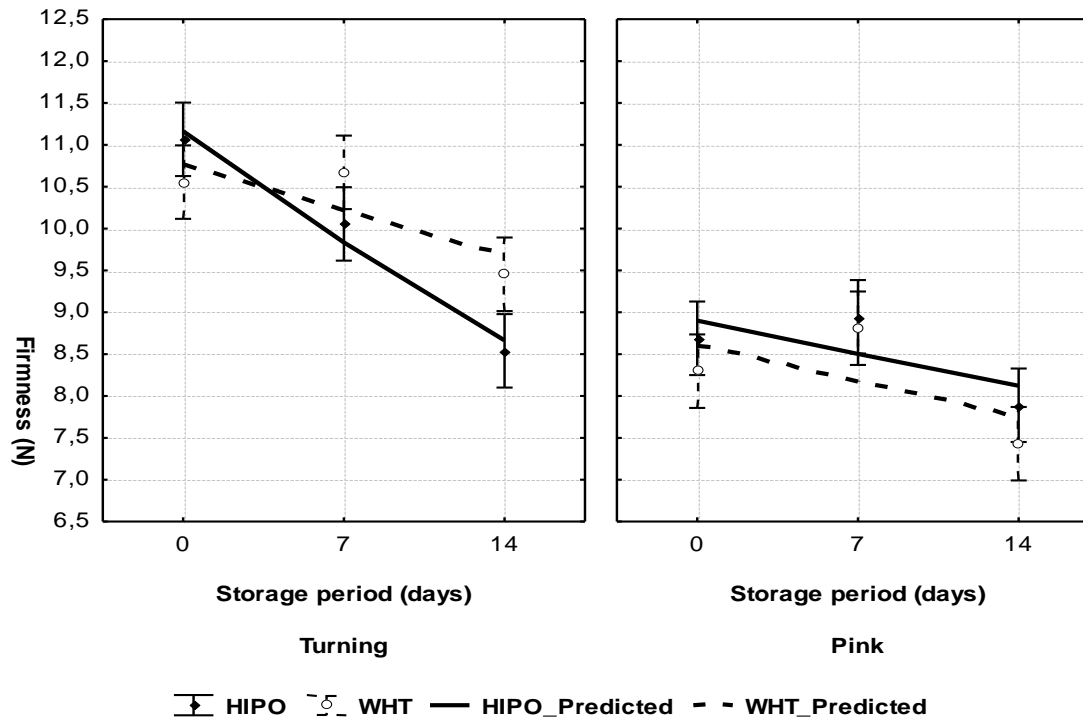 12,5
12,0
11,5
11,0
10,5
10,0
9,5
9,0
8,5
8,0
7,5
7,0
6,5
Firmness (N)
0 7 14 0 7 14
Storage period (days) Storage period (days)
Turning Pink
HIPO WHT HIPO_Predicted WHT_Predicted